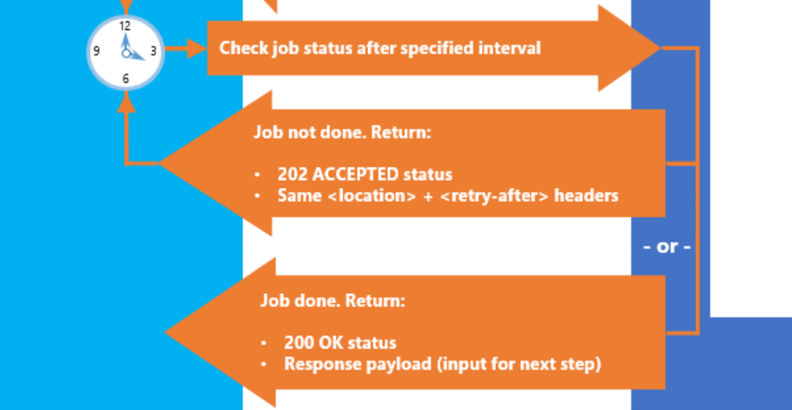 12
9
3
6
Check job status after specified interval
Job not done. Return:
• 202 ACCEPTED status
• Same <location> + <retry-after> headers
- or -
Job done. Return:
• 200 OK status
• Response payload (input for next step)